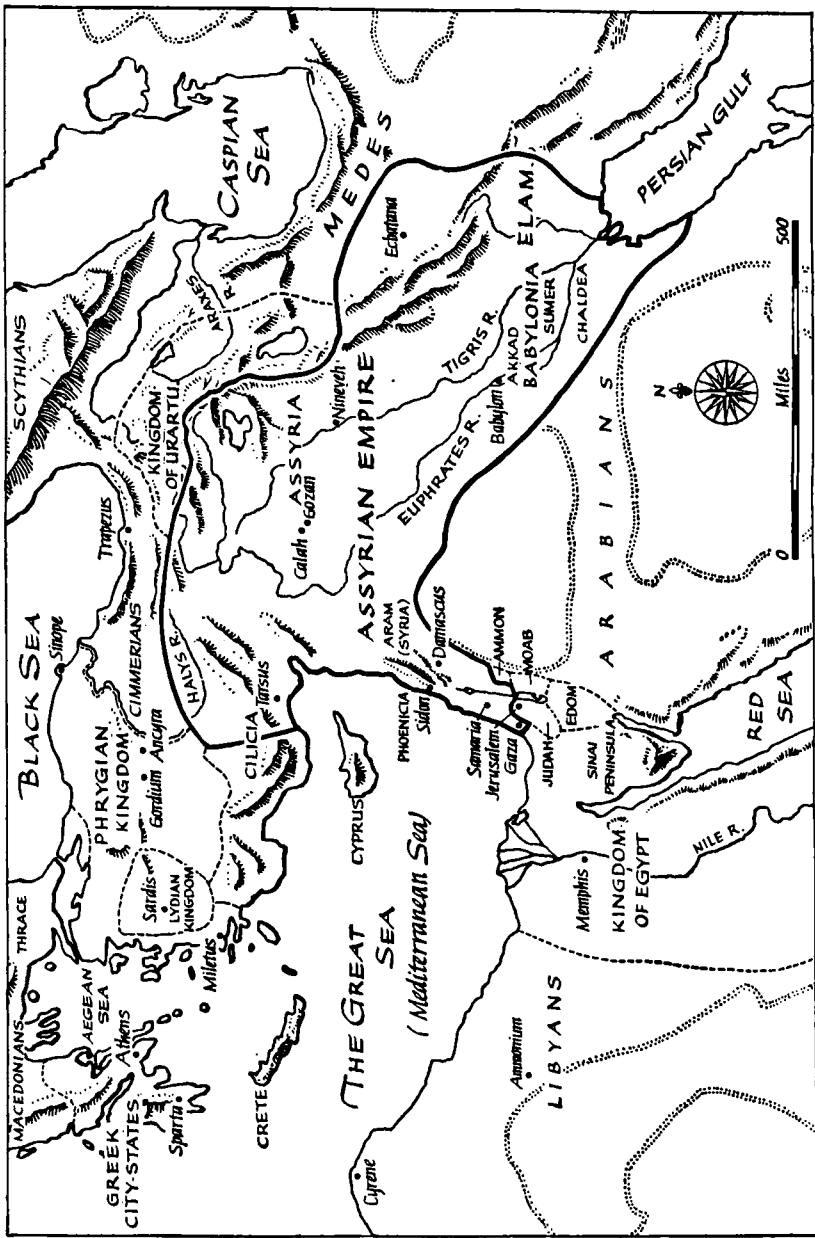 MACEDONIANS
THRACE
BLACK SEA
SCYTHIANS
CASPIAN
SEA
GREEK
CITY-STATES
AEGEAN
SEA
Athens
Sparta
Miletus
Sardis
LYDIAN
KINGDOM
PHRYGIAN
KINGDOM
Gordium
Ancyra
Sinope
CIMMERIANS
Trapezus
HALYS R.
KINGDOM
OF URARTU
ARAXES
R.
MEDES
Ecbatana
CILICIA
Tarsus
CRETE
CYPRUS
THE GREAT
SEA
(Mediterranean Sea)
ASSYRIA
Calah
Gozan
Nineveh
ASSYRIAN EMPIRE
TIGRIS R.
EUPHRATES R.
Babylon
AKKAD
BABYLONIA
SUMER
CHALDEA
ELAM
PERSIAN GULF
ARAM
(SYRIA)
Damascus
PHOENICIA
Sidon
Samaria
Jerusalem
Gaza
AMMON
MOAB
JUDAH
EDOM
SINAI
PENINSULA
ARABIANS
RED
SEA
Cyrene
Ammonium
LIBYANS
Memphis
KINGDOM
OF EGYPT
NILE R.
N
0
500
Miles